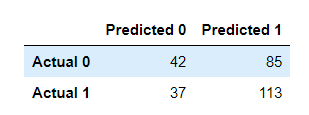 Predicted 0 Predicted 1
Actual 0 42 85
Actual 1 37 113